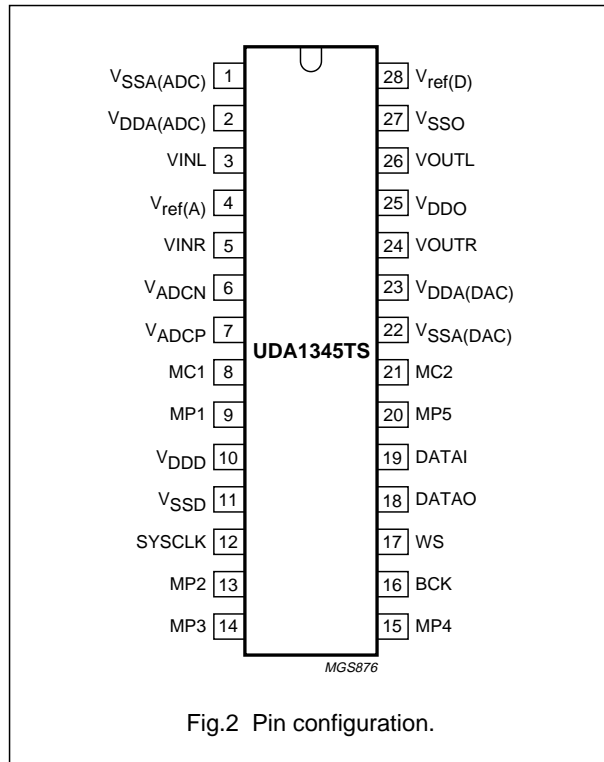 VSSA(ADC) 1
VDDA(ADC) 2
VINL 3
Vref(A) 4
VINR 5
VADCN 6
VADCP 7
MC1 8
MP1 9
VDDD 10
VSSD 11
SYSCLK 12
MP2 13
MP3 14
UDA1345TS
28 Vref(D)
27 VSSO
26 VOUTL
25 VDDO
24 VOUTR
23 VDDA(DAC)
22 VSSA(DAC)
21 MC2
20 MP5
19 DATAI
18 DATAO
17 WS
16 BCK
15 MP4
MGS876
Fig.2 Pin configuration.